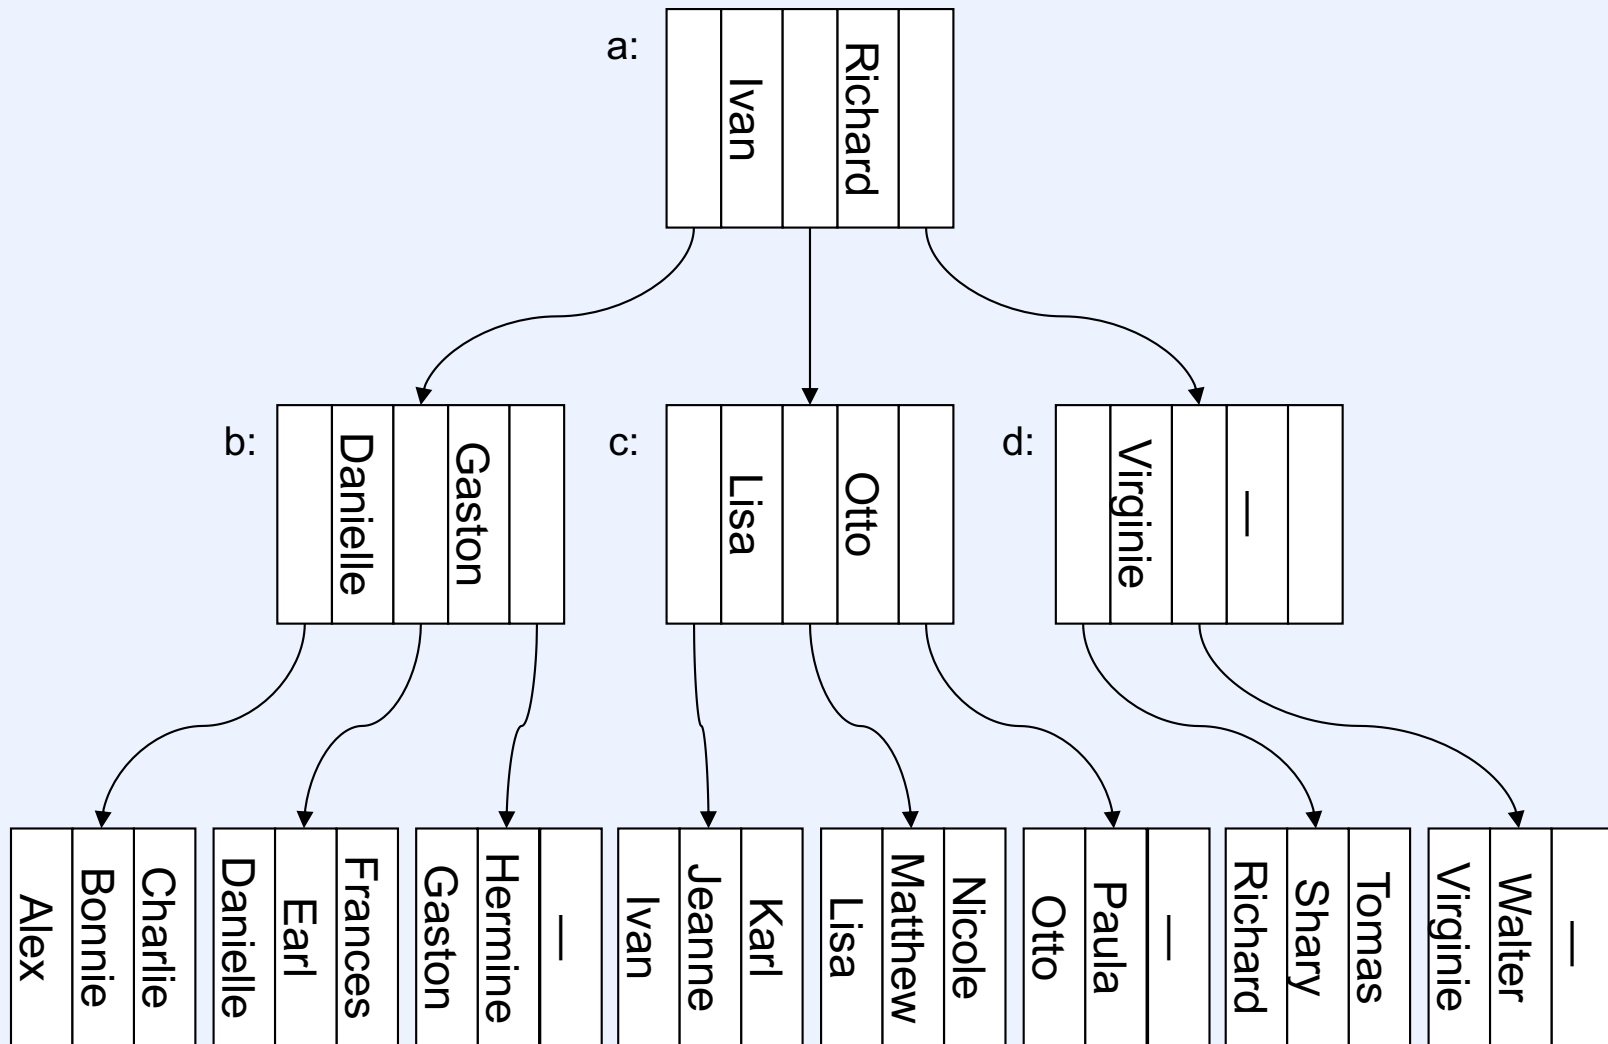 a:
Ivan
Richard
b:
Danielle
Gaston
c:
Lisa
Otto
d:
Virginie
—
Alex
Bonnie
Charlie
Danielle
Earl
Frances
Gaston
Hermine
—
Ivan
Jeanne
Karl
Lisa
Matthew
Nicole
Otto
Paula
—
Richard
Shary
Tomas
Virginie
Walter
—